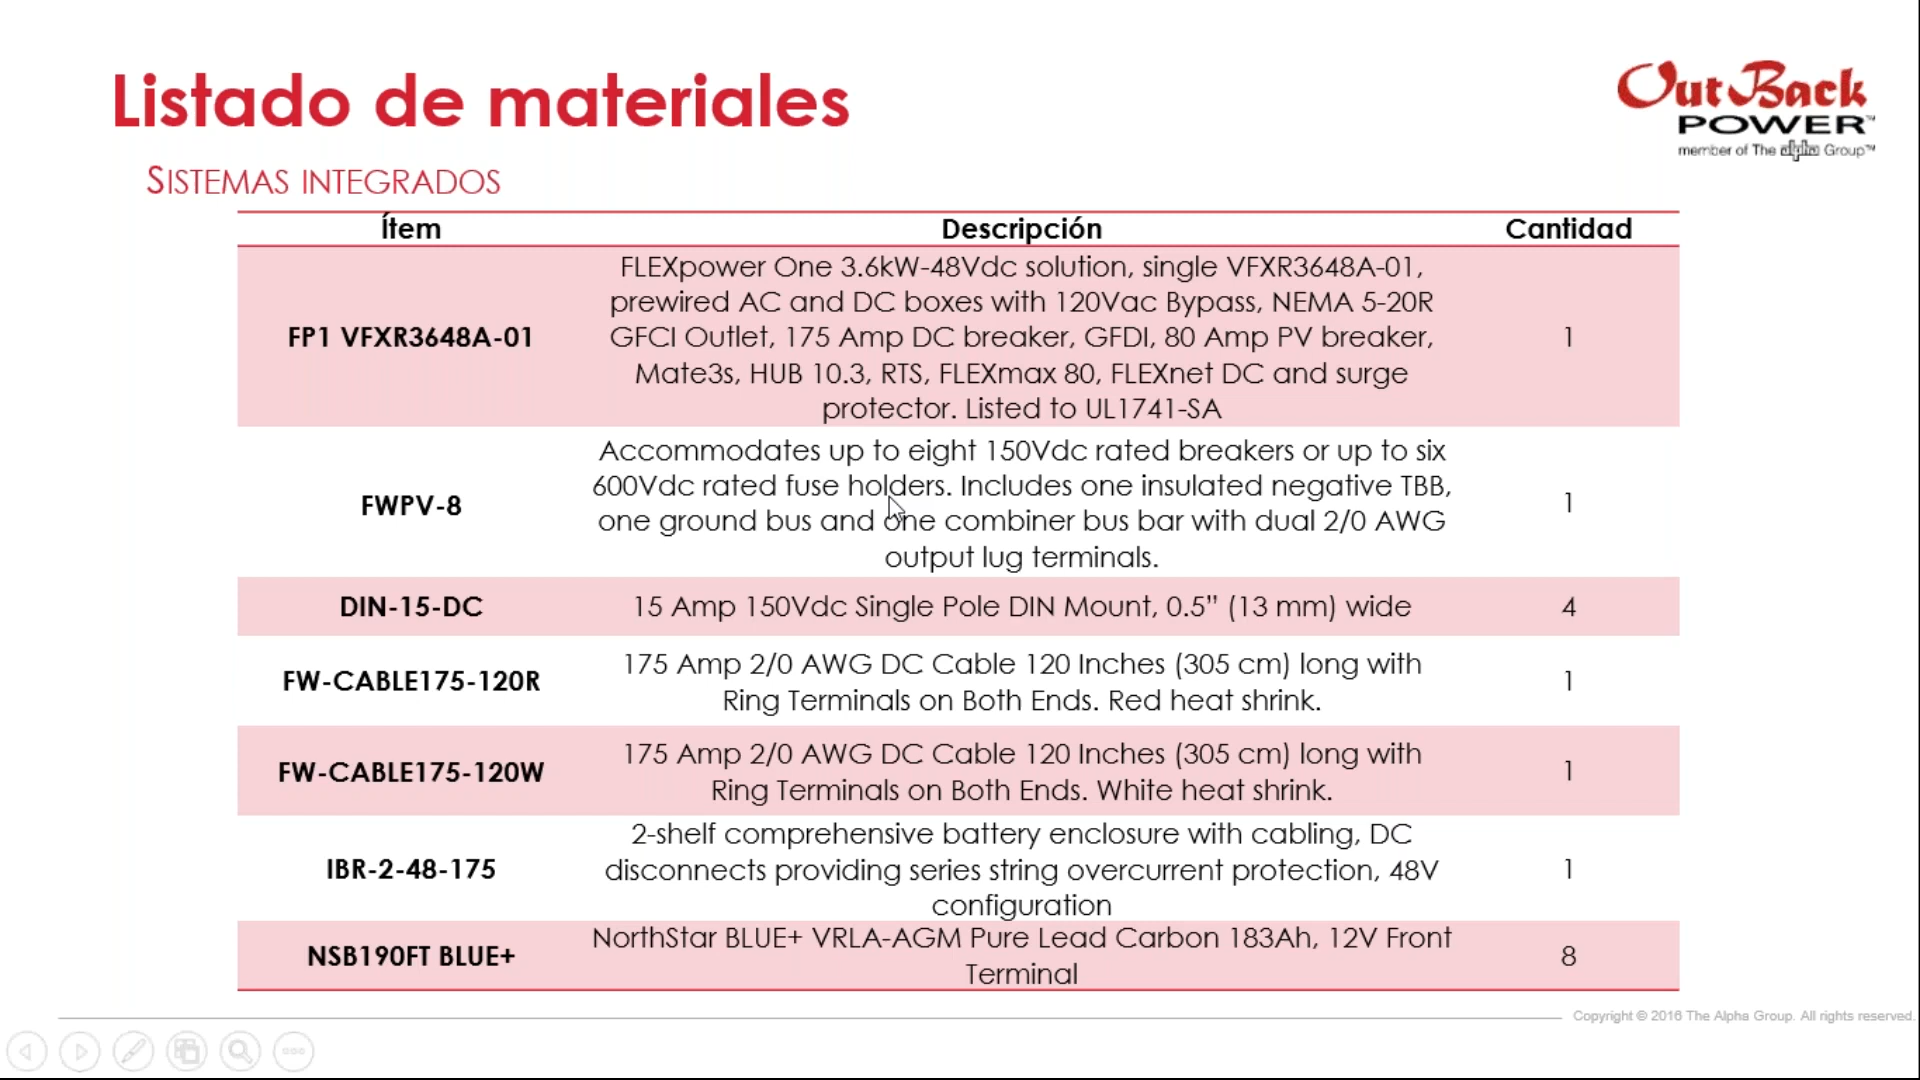 Listado de materiales
OutBack
POWER™
member of The alpha Group™
SISTEMAS INTEGRADOS
Ítem Descripción Cantidad
FP1 VFXR3648A-01
FLEXpower One 3.6kW-48Vdc solution, single VFXR3648A-01,
prewired AC and DC boxes with 120Vac Bypass, NEMA 5-20R
GFCI Outlet, 175 Amp DC breaker, GFDI, 80 Amp PV breaker,
Mate3s, HUB 10.3, RTS, FLEXmax 80, FLEXnet DC and surge
protector. Listed to UL1741-SA
1
FWPV-8
Accommodates up to eight 150Vdc rated breakers or up to six
600Vdc rated fuse holders. Includes one insulated negative TBB,
one ground bus and one combiner bus bar with dual 2/0 AWG
output lug terminals.
1
DIN-15-DC
15 Amp 150Vdc Single Pole DIN Mount, 0.5” (13 mm) wide
4
FW-CABLE175-120R
175 Amp 2/0 AWG DC Cable 120 Inches (305 cm) long with
Ring Terminals on Both Ends. Red heat shrink.
1
FW-CABLE175-120W
175 Amp 2/0 AWG DC Cable 120 Inches (305 cm) long with
Ring Terminals on Both Ends. White heat shrink.
1
IBR-2-48-175
2-shelf comprehensive battery enclosure with cabling, DC
disconnects providing series string overcurrent protection, 48V
configuration
1
NSB190FT BLUE+
NorthStar BLUE+ VRLA-AGM Pure Lead Carbon 183Ah, 12V Front
Terminal
8
Copyright © 2016 The Alpha Group. All rights reserved.